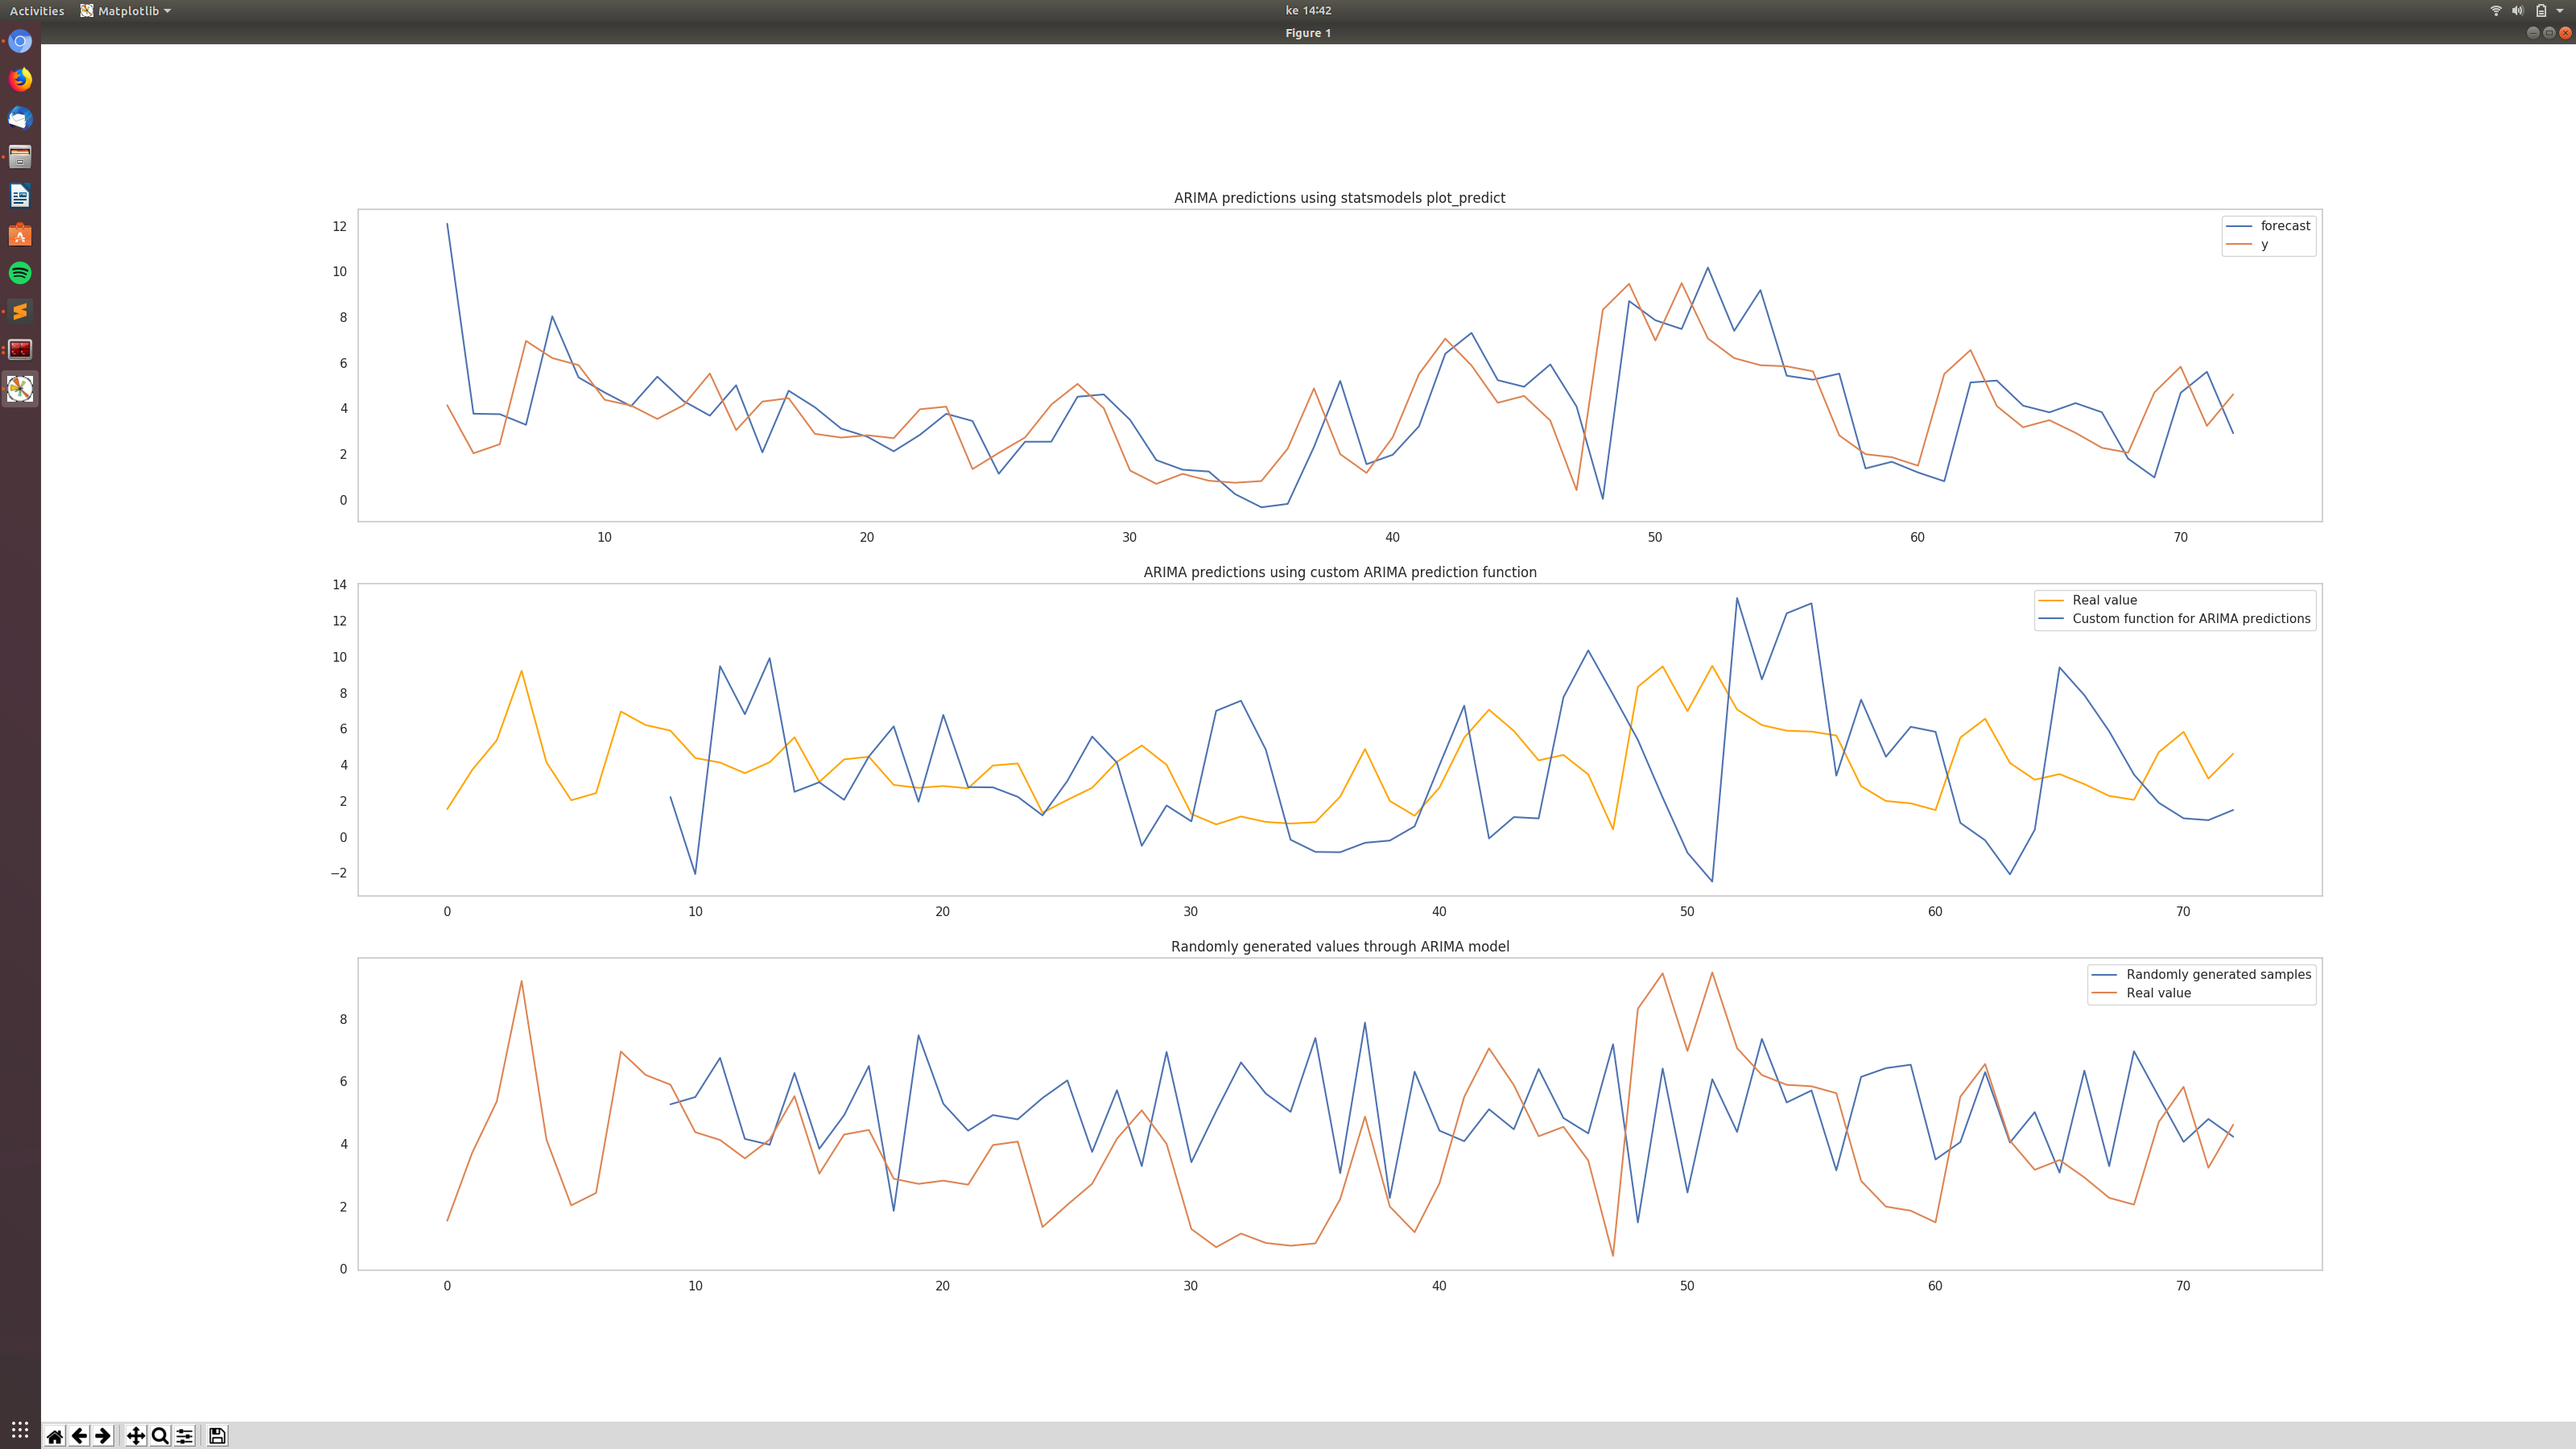 Activities Matplotlib ke 14:42
Figure 1
ARIMA predictions using statsmodels plot_predict
12
10
8
6
4
2
0
forecast
y
10 20 30 40 50 60 70
ARIMA predictions using custom ARIMA prediction function
14
12
10
8
6
4
2
0
−2
Real value
Custom function for ARIMA predictions
0 10 20 30 40 50 60 70
Randomly generated values through ARIMA model
8
6
4
2
0
Randomly generated samples
Real value
0 10 20 30 40 50 60 70